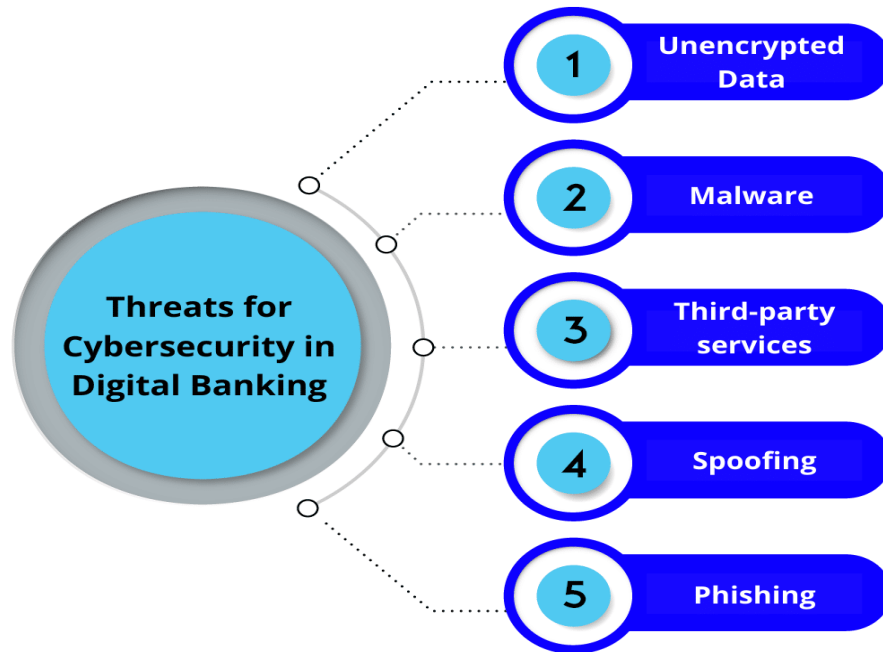 Threats for
Cybersecurity in
Digital Banking
1
Unencrypted
Data
2
Malware
3
Third-party
services
4
Spoofing
5
Phishing